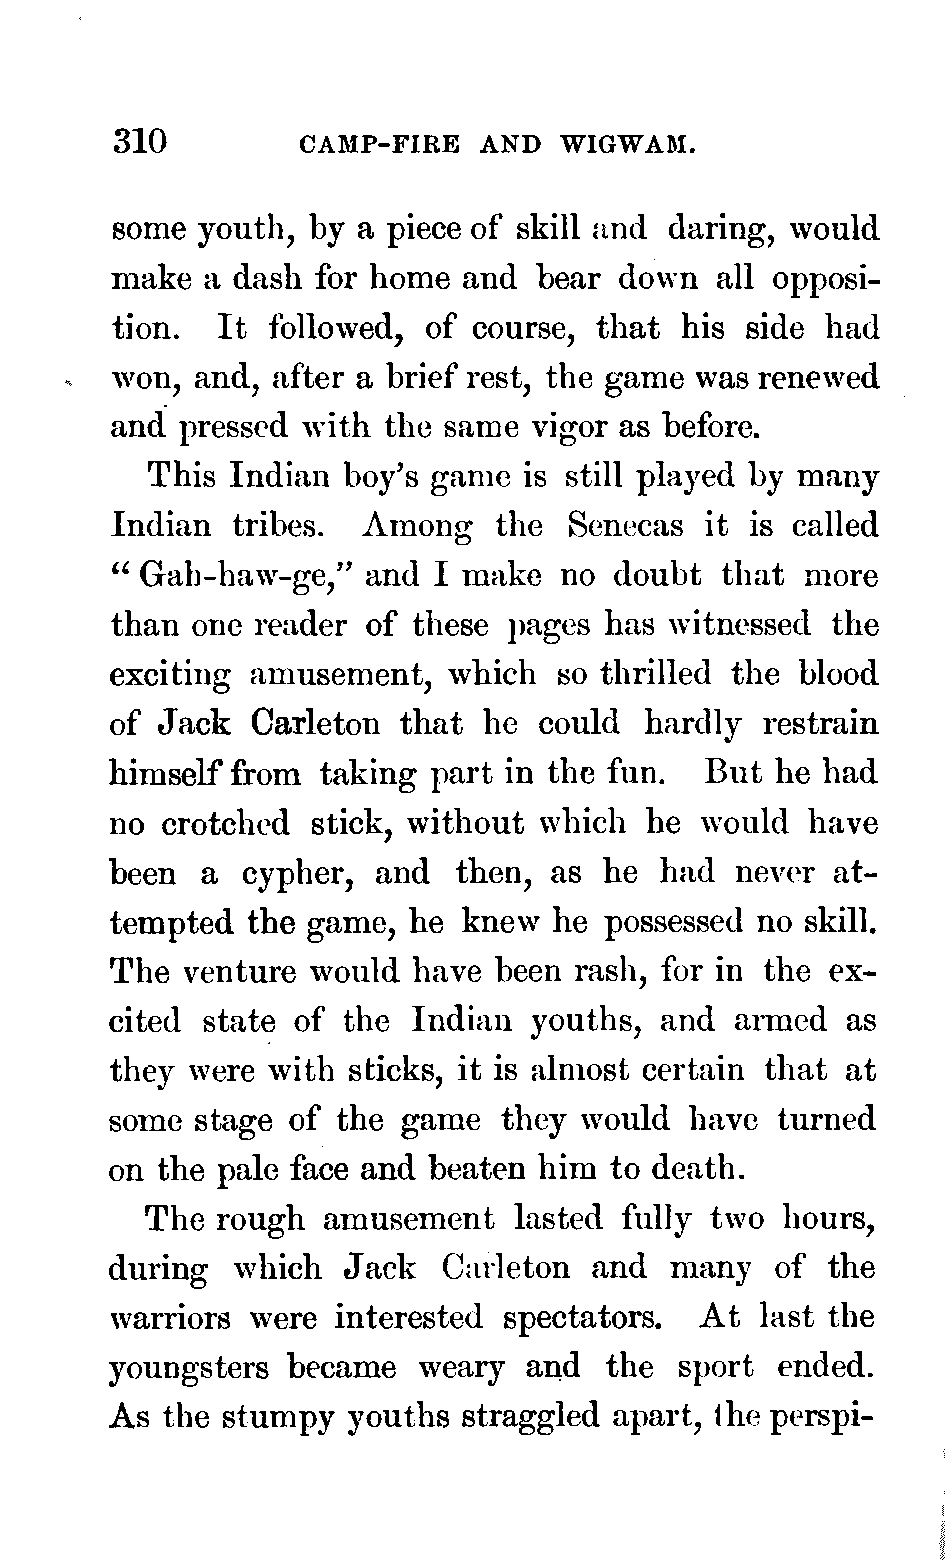 310 CAMP-FIRE AND WIGWAM.
some youth, by a piece of skill and daring, would
make a dash for home and bear down all opposi-
tion. It followed, of course, that his side had
won, and, after a brief rest, the game was renewed
and pressed with the same vigor as before.
This Indian boy's game is still played by many
Indian tribes. Among the Senecas it is called
“ Gah-haw-ge,” and I make no doubt that more
than one reader of these pages has witnessed the
exciting amusement, which so thrilled the blood
of Jack Carleton that he could hardly restrain
himself from taking part in the fun. But he had
no crotched stick, without which he would have
been a cypher, and then, as he had never at-
tempted the game, he knew he possessed no skill.
The venture would have been rash, for in the ex-
cited state of the Indian youths, and armed as
they were with sticks, it is almost certain that at
some stage of the game they would have turned
on the pale face and beaten him to death.
The rough amusement lasted fully two hours,
during which Jack Carleton and many of the
warriors were interested spectators. At last the
youngsters became weary and the sport ended.
As the stumpy youths straggled apart, the perspi-